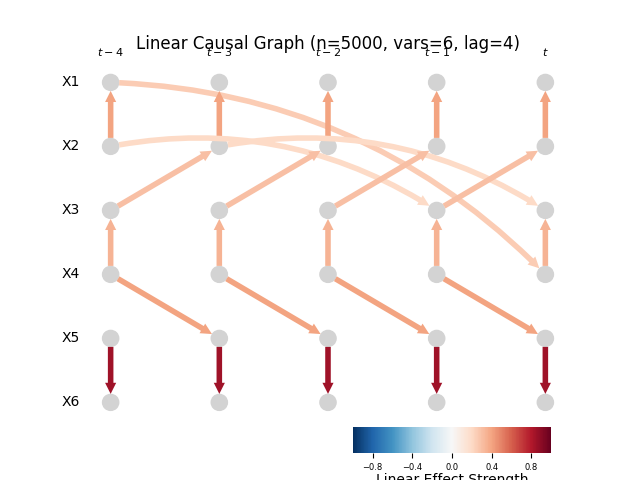 Linear Causal Graph (n=5000, vars=6, lag=4)
t−4 t−3 t−2 t−1 t
X1
X2
X3
X4
X5
X6
−0.8 −0.4 0.0 0.4 0.8
Linear Effect Strength